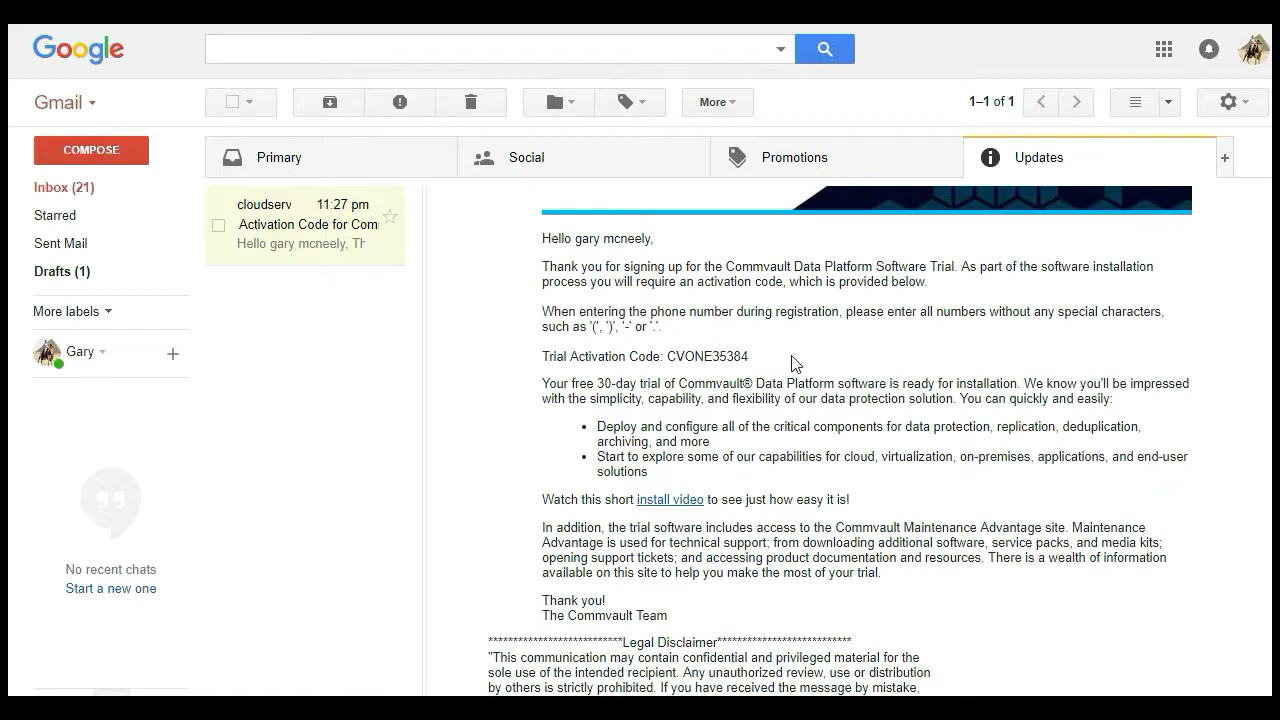 Google
Gmail
More
1–1 of 1
COMPOSE
Primary
Social
Promotions
Updates
+
Inbox (21)
Starred
Sent Mail
Drafts (1)
More labels
Gary
+
No recent chats
Start a new one
cloudserv 11:27 pm
Activation Code for Com
Hello gary mcneely, Th
Hello gary mcneely,
Thank you for signing up for the Commvault Data Platform Software Trial. As part of the software installation
process you will require an activation code, which is provided below.
When entering the phone number during registration, please enter all numbers without any special characters,
such as '(', ')', '-' or '.'.
Trial Activation Code: CVONE35384
Your free 30-day trial of Commvault® Data Platform software is ready for installation. We know you'll be impressed
with the simplicity, capability, and flexibility of our data protection solution. You can quickly and easily:
• Deploy and configure all of the critical components for data protection, replication, deduplication,
archiving, and more
• Start to explore some of our capabilities for cloud, virtualization, on-premises, applications, and end-user
solutions
Watch this short install video to see just how easy it is!
In addition, the trial software includes access to the Commvault Maintenance Advantage site. Maintenance
Advantage is used for technical support; from downloading additional software, service packs, and media kits;
opening support tickets; and accessing product documentation and resources. There is a wealth of information
available on this site to help you make the most of your trial.
Thank you!
The Commvault Team
***************************Legal Disclaimer***************************
"This communication may contain confidential and privileged material for the
sole use of the intended recipient. Any unauthorized review, use or distribution
by others is strictly prohibited. If you have received the message by mistake,